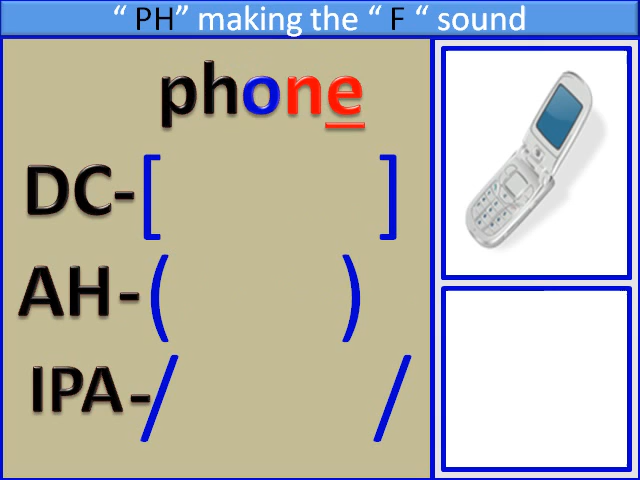 “ PH” making the “ F “ sound
phone
DC-[ ]
AH-( )
IPA-/ /